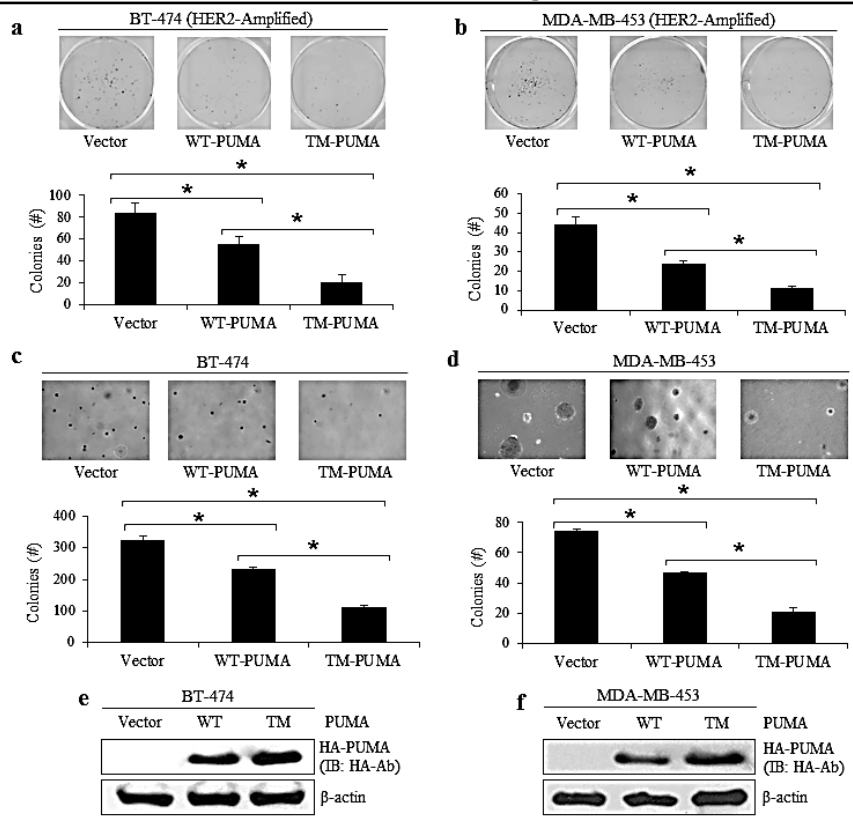 a
BT-474 (HER2-Amplified)
Vector WT-PUMA TM-PUMA
*
*
*
Colonies (#)
100
80
60
40
20
0
Vector WT-PUMA TM-PUMA
b
MDA-MB-453 (HER2-Amplified)
Vector WT-PUMA TM-PUMA
*
*
*
Colonies (#)
60
50
40
30
20
10
0
Vector WT-PUMA TM-PUMA
c
BT-474
Vector WT-PUMA TM-PUMA
*
*
*
Colonies (#)
400
300
200
100
0
Vector WT-PUMA TM-PUMA
d
MDA-MB-453
Vector WT-PUMA TM-PUMA
*
*
*
Colonies (#)
80
60
40
20
0
Vector WT-PUMA TM-PUMA
e
BT-474
Vector WT TM PUMA
HA-PUMA
(IB: HA-Ab)
β-actin
f
MDA-MB-453
Vector WT TM PUMA
HA-PUMA
(IB: HA-Ab)
β-actin